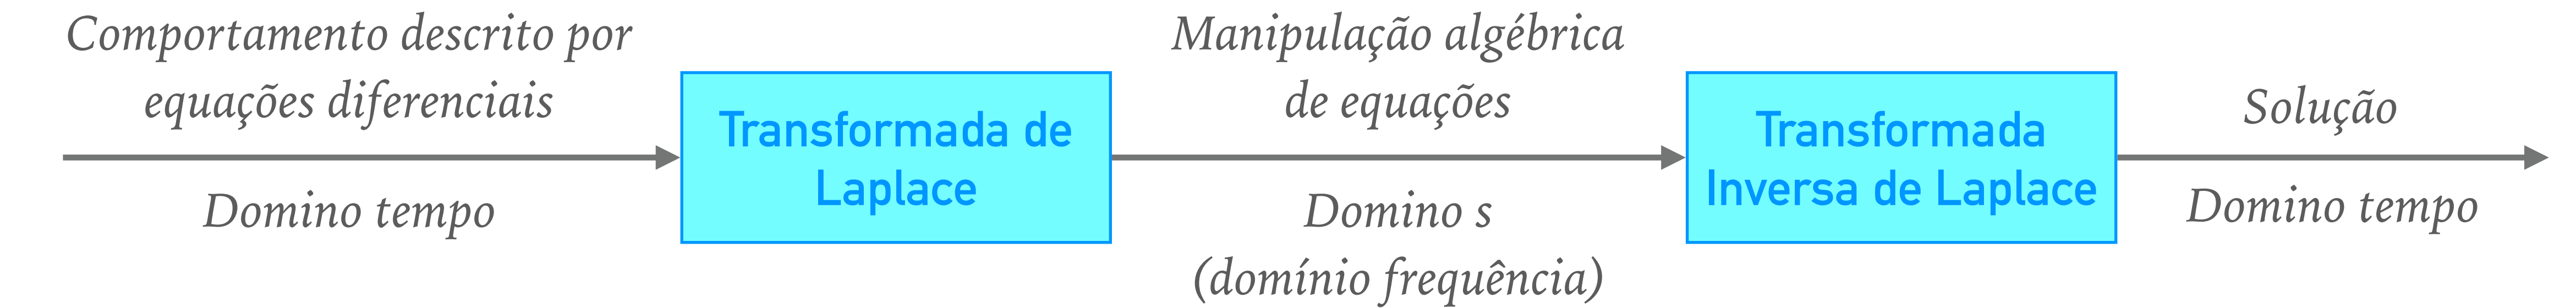 Comportamento descrito por
equações diferenciais
Domino tempo
Transformada de
Laplace
Manipulação algébrica
de equações
Domino s
(domínio frequência)
Transformada
Inversa de Laplace
Solução
Domino tempo